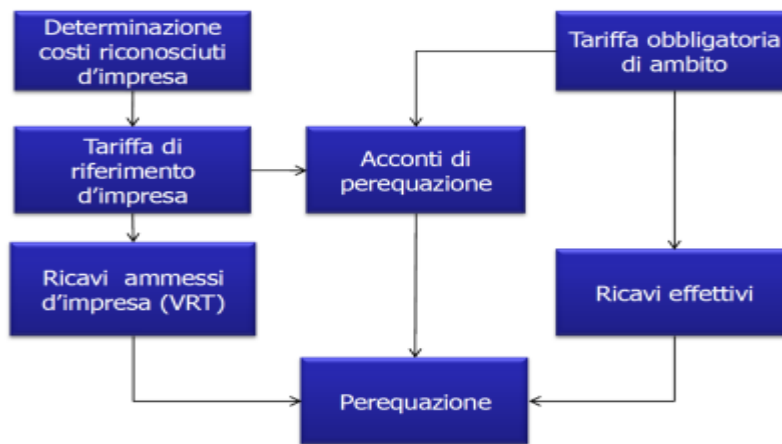 Determinazione
costi riconosciuti
d'impresa
Tariffa obbligatoria
di ambito
Tariffa di
riferimento
d'impresa
Acconti di
perequazione
Ricavi ammessi
d'impresa (VRT)
Ricavi effettivi
Perequazione